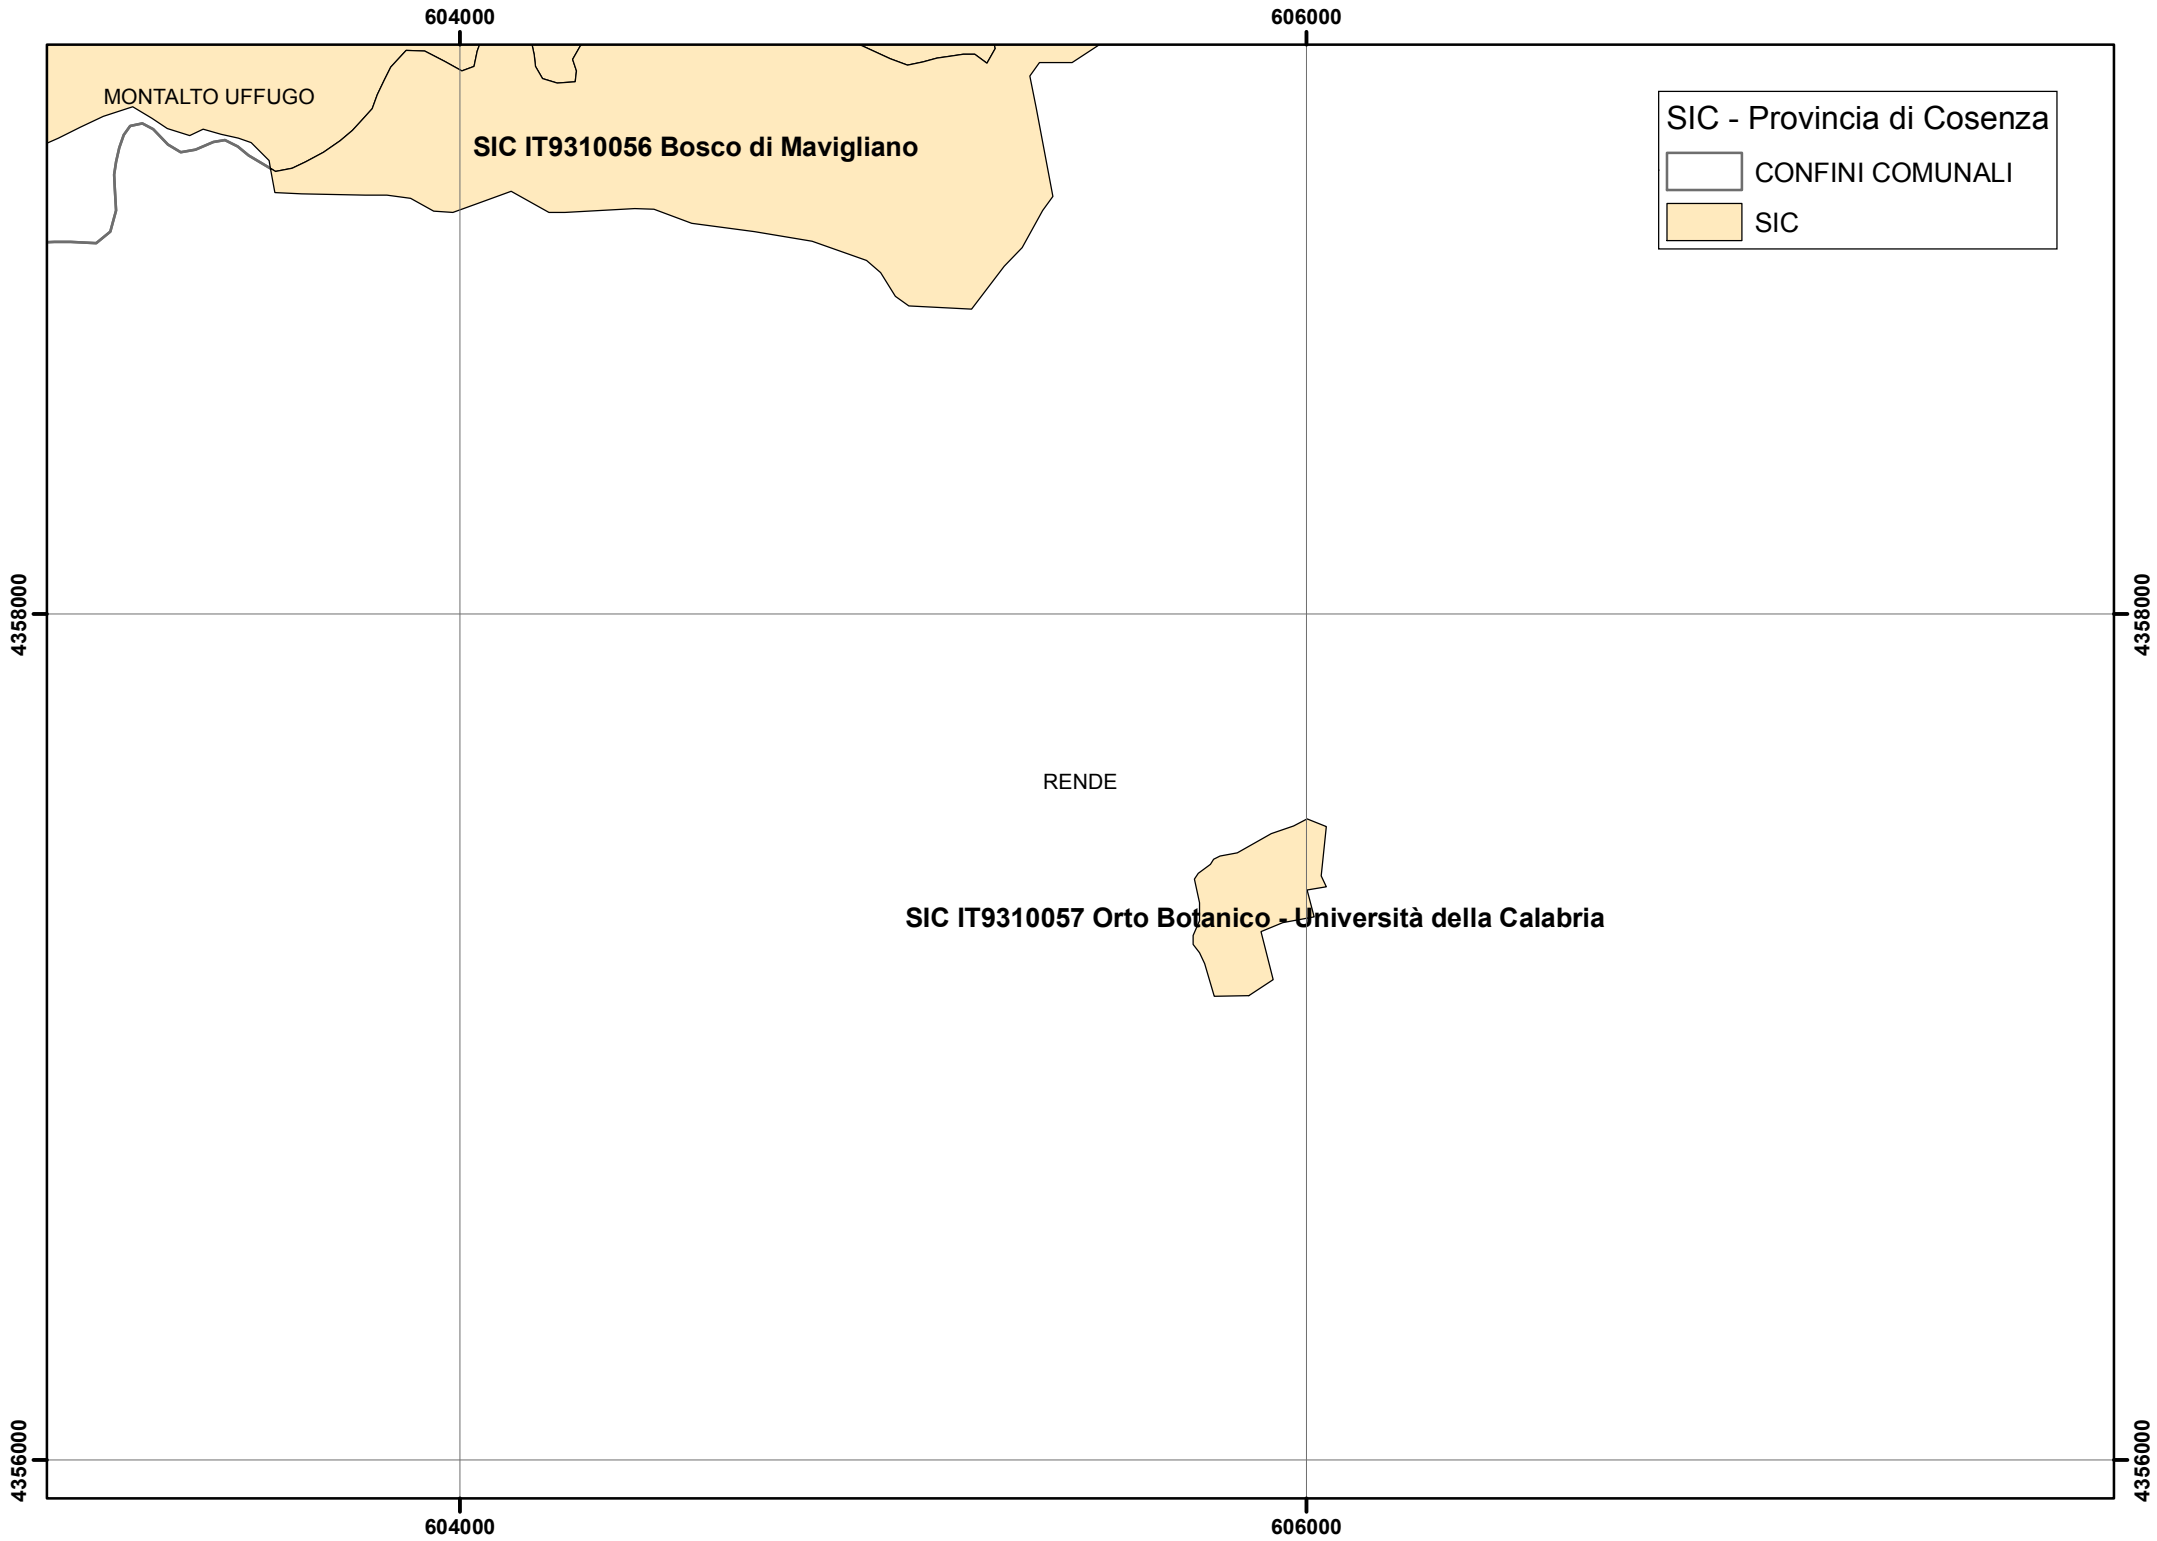 604000
606000
MONTALTO UFFUGO
SIC IT9310056 Bosco di Mavigliano
SIC - Provincia di Cosenza
CONFINI COMUNALI
SIC
4358000
4358000
RENDE
SIC IT9310057 Orto Botanico - Università della Calabria
4356000
4356000
604000
606000